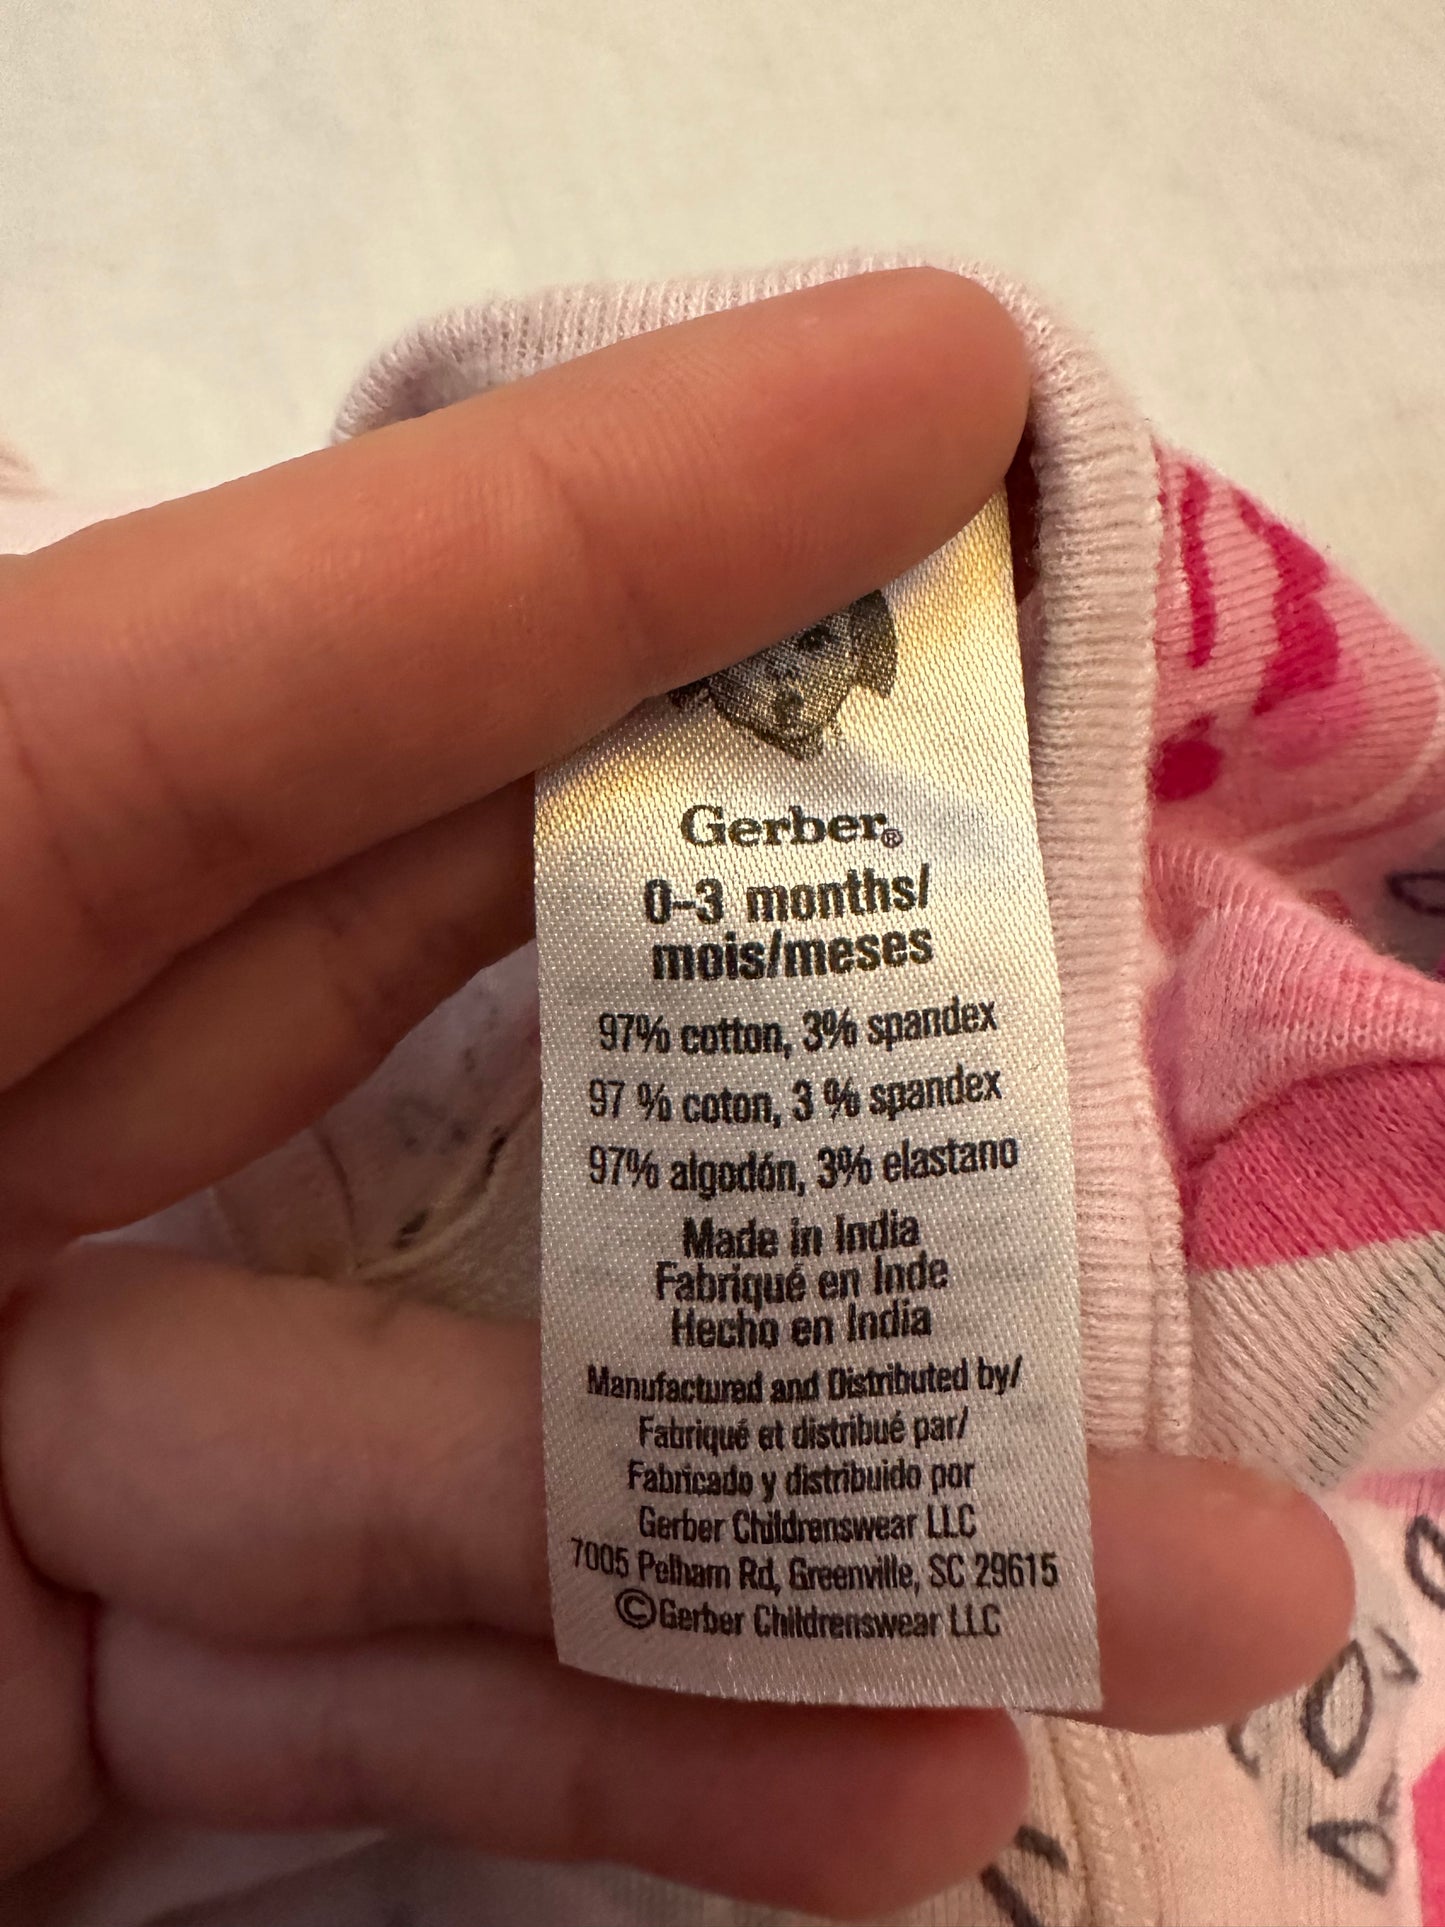 Gerber®
0-3 months/
mois/meses
97% cotton, 3% spandex
97 % coton, 3 % spandex
97% algodón, 3% elastano
Made in India
Fabriqué en Inde
Hecho en India
Manufactured and Distributed by/
Fabriqué et distribué par/
Fabricado y distribuido por
Gerber Childrenswear LLC
7005 Pelham Rd, Greenville, SC 29615
©Gerber Childrenswear LLC